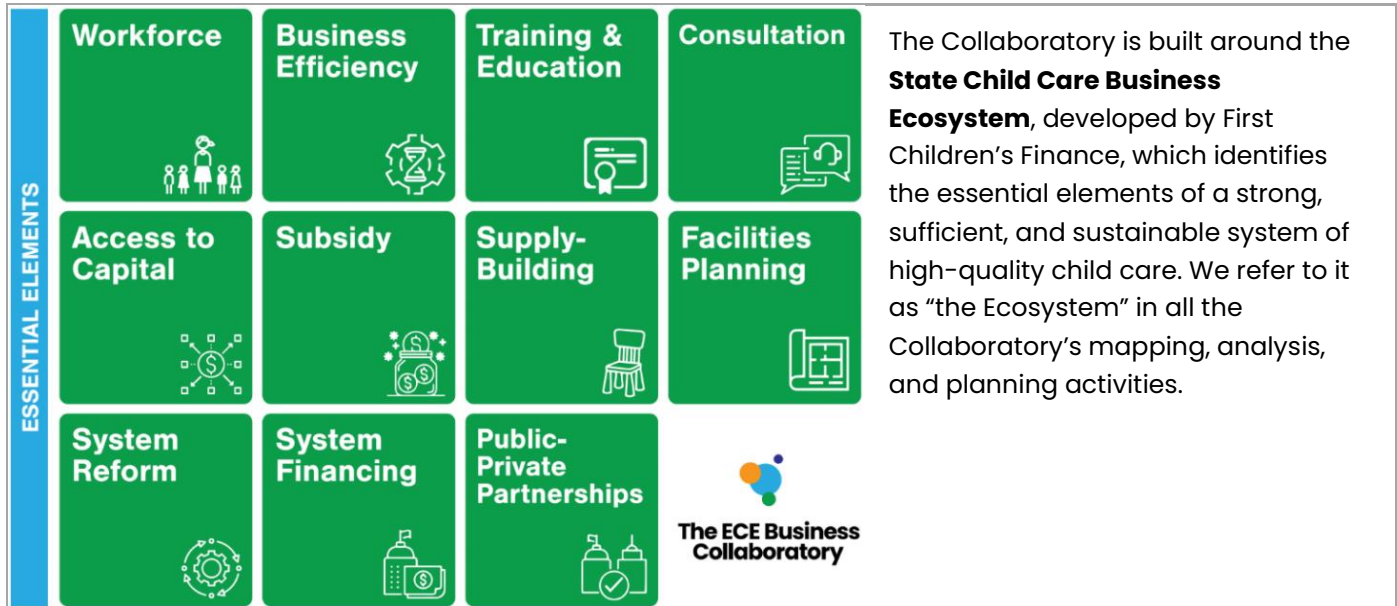 ESSENTIAL ELEMENTS
Workforce
Business
Efficiency
Training &
Education
Consultation
Access to
Capital
Subsidy
Supply-
Building
Facilities
Planning
System
Reform
System
Financing
Public-
Private
Partnerships
The ECE Business
Collaboratory
The Collaboratory is built around the
State Child Care Business
Ecosystem, developed by First
Children’s Finance, which identifies
the essential elements of a strong,
sufficient, and sustainable system of
high-quality child care. We refer to it
as “the Ecosystem” in all the
Collaboratory’s mapping, analysis,
and planning activities.